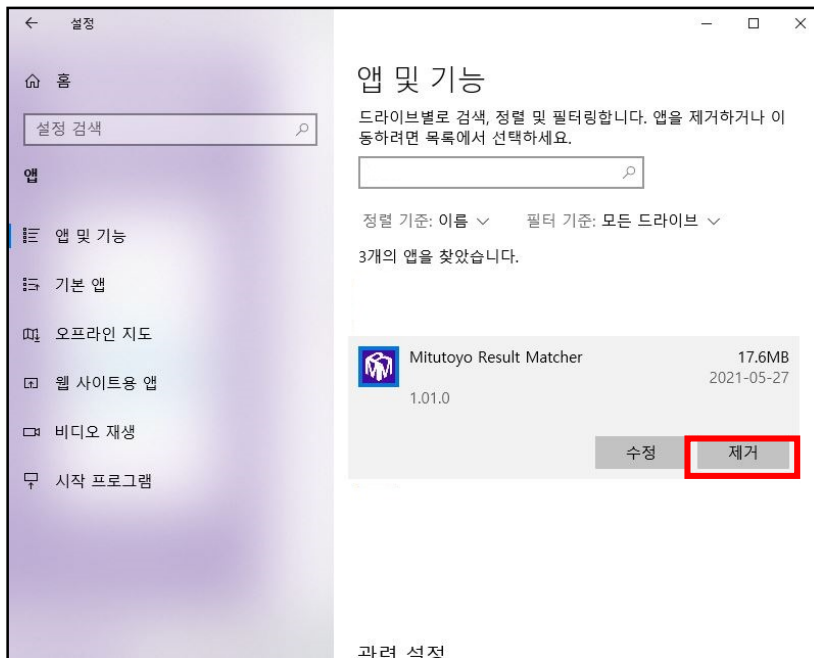 설정
홈
설정 검색
앱
앱 및 기능
기본 앱
오프라인 지도
웹 사이트용 앱
비디오 재생
시작 프로그램
앱 및 기능
드라이브별로 검색, 정렬 및 필터링합니다. 앱을 제거하거나 이
동하려면 목록에서 선택하세요.
정렬 기준: 이름 필터 기준: 모든 드라이브
3개의 앱을 찾았습니다.
Mitutoyo Result Matcher 17.6MB
2021-05-27
1.01.0
수정 제거
관련 설정